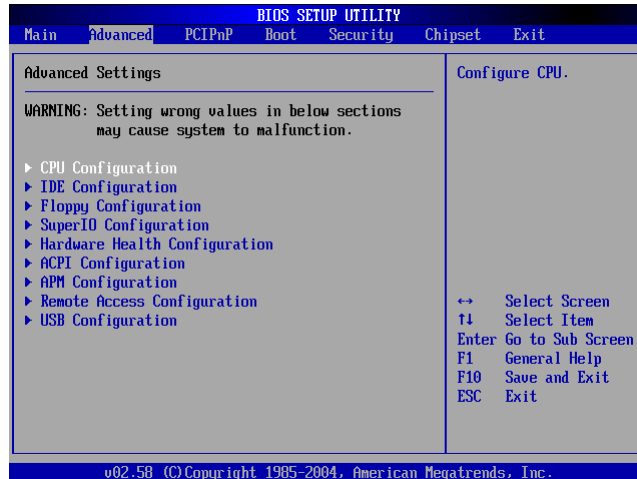 BIOS SETUP UTILITY
Main Advanced PCIPnP Boot Security Chipset Exit
Advanced Settings
WARNING: Setting wrong values in below sections
may cause system to malfunction.
CPU Configuration
IDE Configuration
Floppy Configuration
SuperIO Configuration
Hardware Health Configuration
ACPI Configuration
APM Configuration
Remote Access Configuration
USB Configuration
Configure CPU.
↔ Select Screen
↑↓ Select Item
Enter Go to Sub Screen
F1 General Help
F10 Save and Exit
ESC Exit
v02.58 (C)Copyright 1985-2004, American Megatrends, Inc.